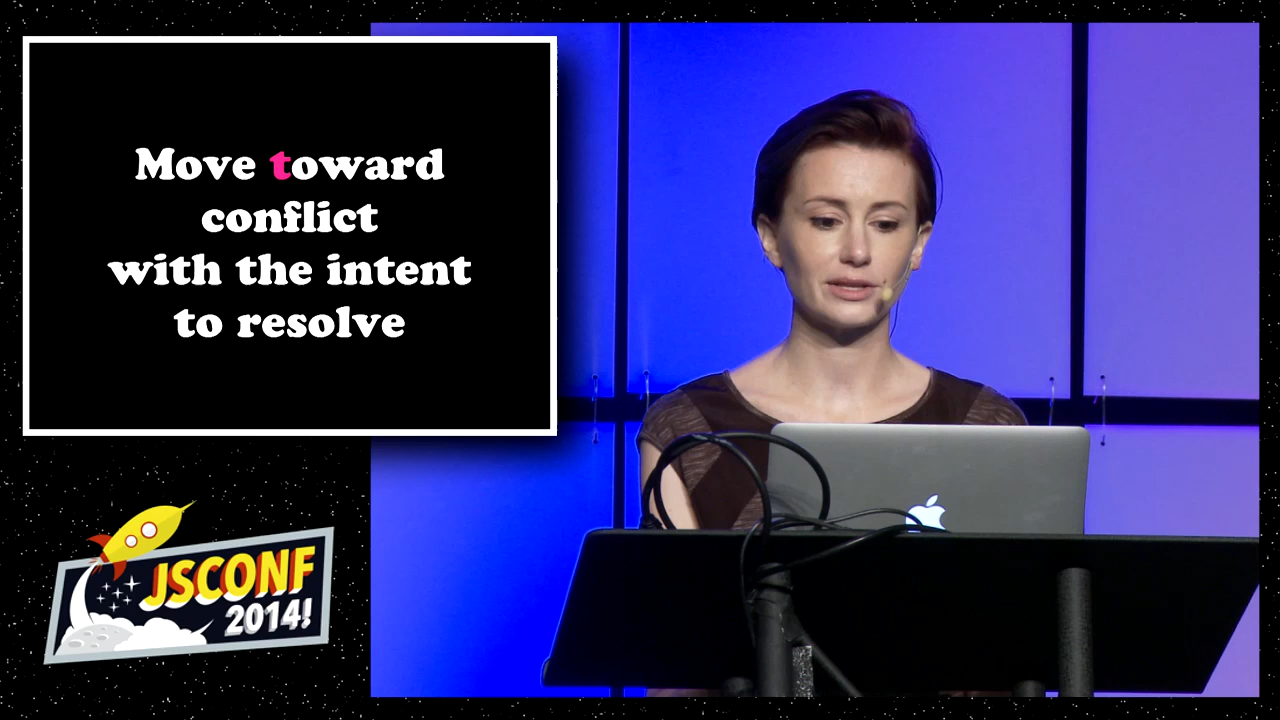 Move toward
conflict
with the intent
to resolve
JSCONF
2014!